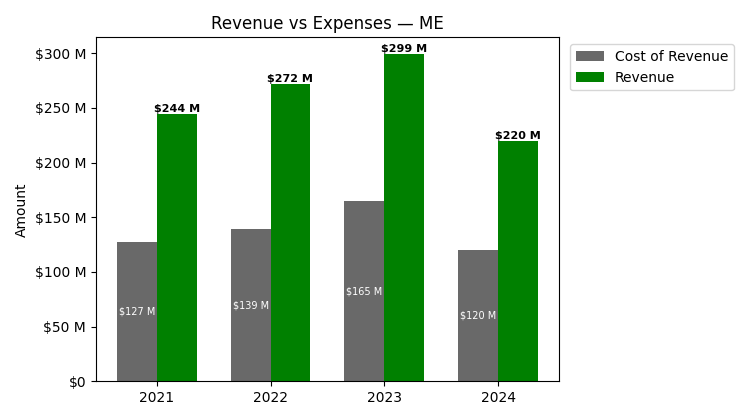 Revenue vs Expenses — ME
Cost of Revenue
Revenue
Amount
$300 M
$250 M
$200 M
$150 M
$100 M
$50 M
$0
$244 M
$272 M
$299 M
$220 M
$127 M
$139 M
$165 M
$120 M
2021
2022
2023
2024